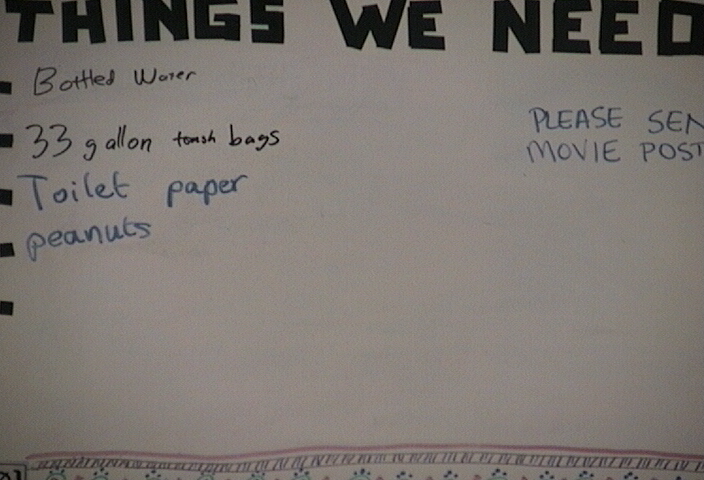 THINGS WE NEED
Bottled Water
33 gallon trash bags
Toilet paper
peanuts
PLEASE SEN
MOVIE POST